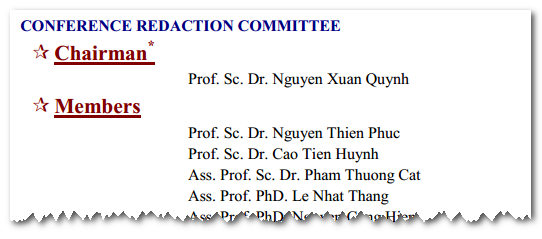 CONFERENCE REDACTION COMMITTEE
☆ Chairman*
Prof. Sc. Dr. Nguyen Xuan Quynh
☆ Members
Prof. Sc. Dr. Nguyen Thien Phuc
Prof. Sc. Dr. Cao Tien Huynh
Ass. Prof. Sc. Dr. Pham Thuong Cat
Ass. Prof. PhD. Le Nhat Thang
Ass. Prof. PhD. Nguyen